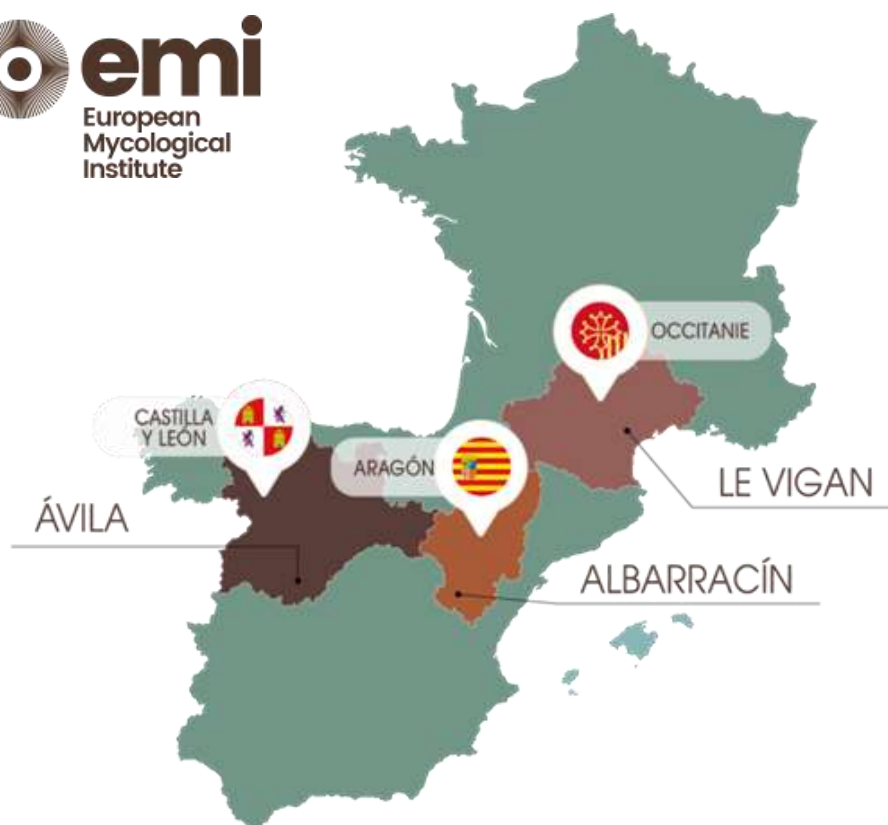 emi
European
Mycological
Institute
OCCITANIE
CASTILLA
Y LEÓN
ARAGÓN
LE VIGAN
ÁVILA
ALBARRACÍN